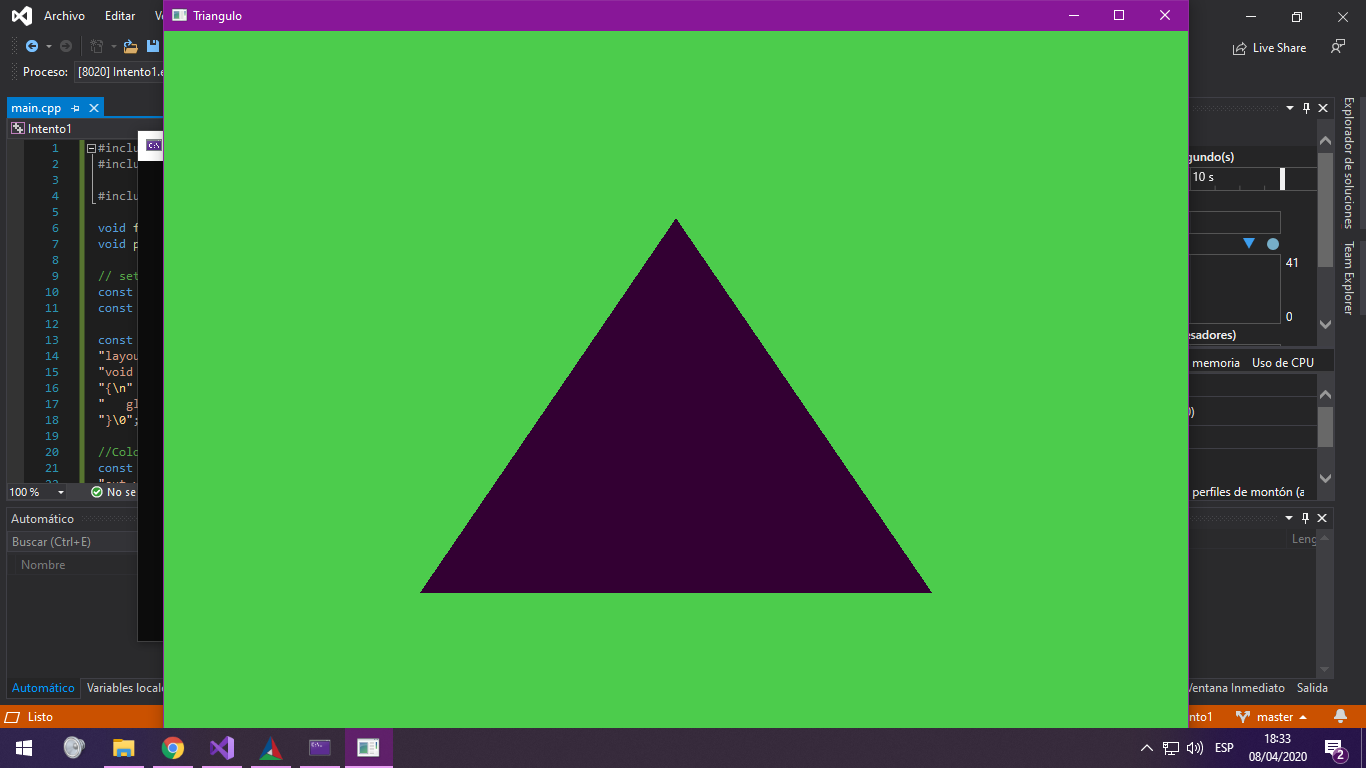 Archivo Editar V
Triangulo
Live Share
Proceso: [8020] Intento1.e
main.cpp
Intento1
1 #inclu
2 #inclu
3
4 #inclu
5
6 void f
7 void p
8
9 // set
10 const
11 const
12
13 const
14 "layou
15 "void
16 "{\n"
17 " gl
18 "}\0";
19
20 //Colo
21 const
100 % No se
Automático
Buscar (Ctrl+E)
Nombre
Automático Variables locale
Listo
gundo(s)
10 s
41
0
esadores)
memoria Uso de CPU
)
perfiles de montón (a
Leng
Ventana Inmediato Salida
nto1 master
Explorador de soluciones
Team Explorer
ESP
18:33
08/04/2020
2